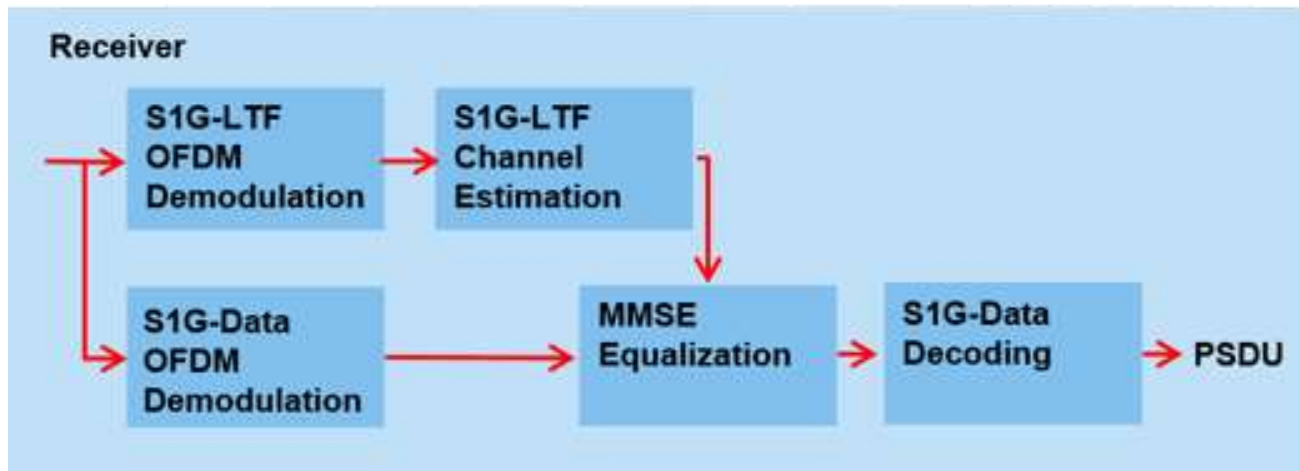 Receiver
S1G-LTF
OFDM
Demodulation
S1G-LTF
Channel
Estimation
S1G-Data
OFDM
Demodulation
MMSE
Equalization
S1G-Data
Decoding
PSDU